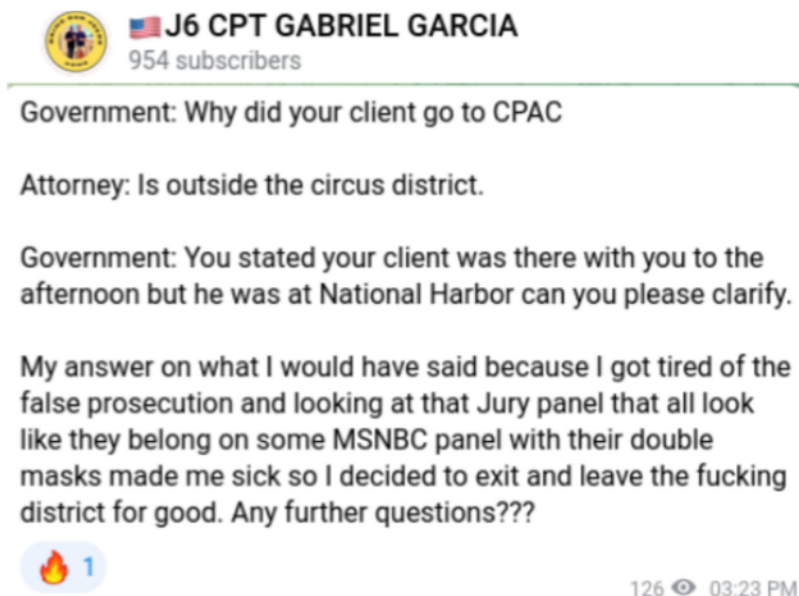 🇺🇸J6 CPT GABRIEL GARCIA
954 subscribers
Government: Why did your client go to CPAC
Attorney: Is outside the circus district.
Government: You stated your client was there with you to the
afternoon but he was at National Harbor can you please clarify.
My answer on what I would have said because I got tired of the
false prosecution and looking at that Jury panel that all look
like they belong on some MSNBC panel with their double
masks made me sick so I decided to exit and leave the fucking
district for good. Any further questions???
🔥 1
126 03:23 PM